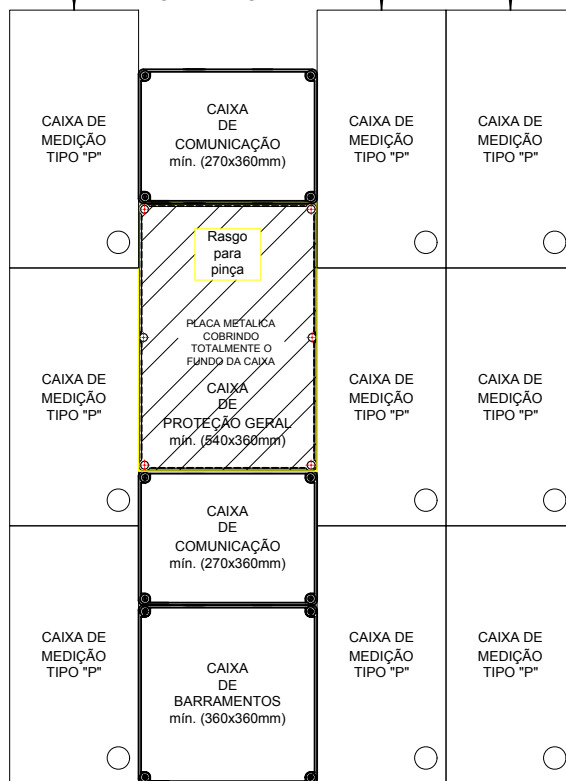 CAIXA DE
MEDIÇÃO
TIPO "P"
CAIXA
DE
COMUNICAÇÃO
mín. (270x360mm)
CAIXA DE
MEDIÇÃO
TIPO "P"
CAIXA DE
MEDIÇÃO
TIPO "P"
Rasgo
para
pinça
PLACA METALICA
COBRINDO
TOTALMENTE O
FUNDO DA CAIXA
CAIXA
DE
PROTEÇÃO GERAL
mín. (540x360mm)
CAIXA DE
MEDIÇÃO
TIPO "P"
CAIXA DE
MEDIÇÃO
TIPO "P"
CAIXA DE
MEDIÇÃO
TIPO "P"
CAIXA
DE
COMUNICAÇÃO
mín. (270x360mm)
CAIXA DE
MEDIÇÃO
TIPO "P"
CAIXA
DE
BARRAMENTOS
mín. (360x360mm)
CAIXA DE
MEDIÇÃO
TIPO "P"
CAIXA DE
MEDIÇÃO
TIPO "P"